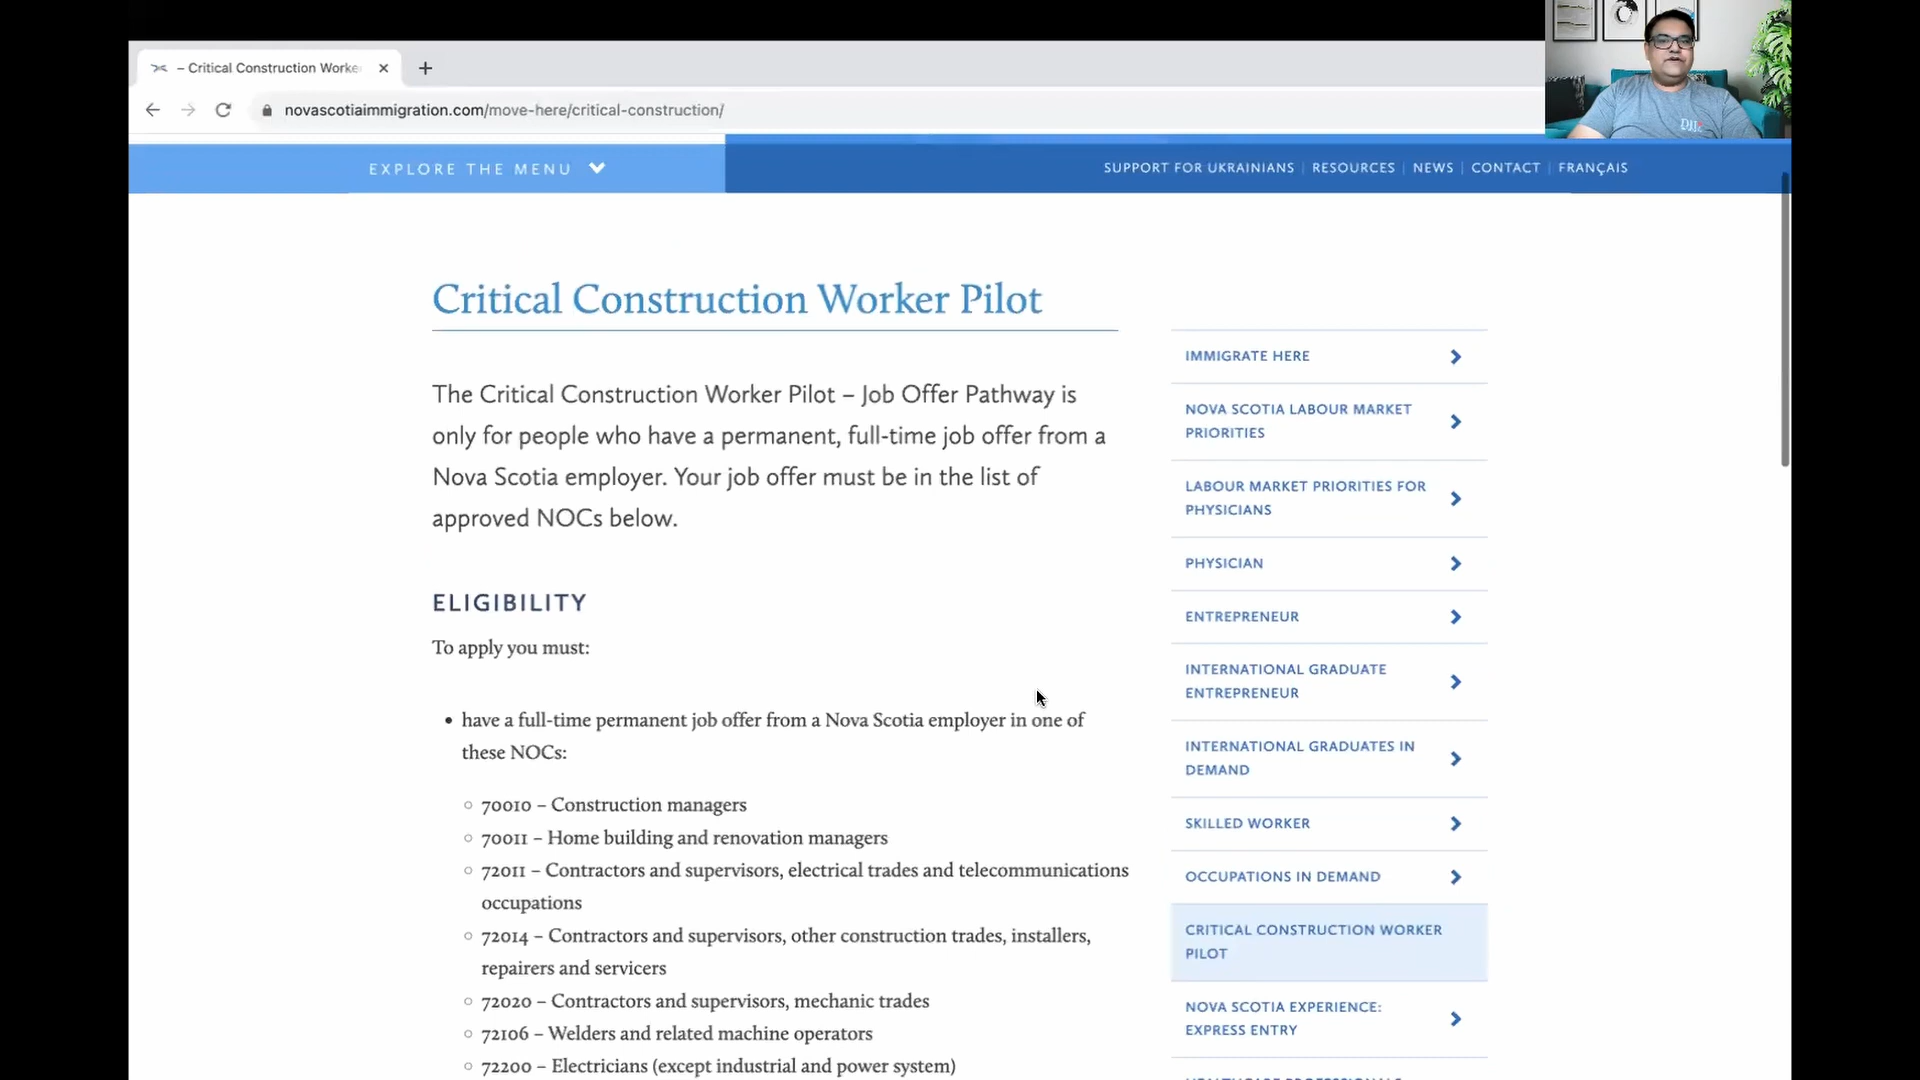 – Critical Construction Worke
novascotiaimmigration.com/move-here/critical-construction/
EXPLORE THE MENU
SUPPORT FOR UKRAINIANS | RESOURCES | NEWS | CONTACT | FRANÇAIS
Critical Construction Worker Pilot
The Critical Construction Worker Pilot – Job Offer Pathway is
only for people who have a permanent, full-time job offer from a
Nova Scotia employer. Your job offer must be in the list of
approved NOCs below.
ELIGIBILITY
To apply you must:
• have a full-time permanent job offer from a Nova Scotia employer in one of
these NOCs:
70010 – Construction managers
70011 – Home building and renovation managers
72011 – Contractors and supervisors, electrical trades and telecommunications
occupations
72014 – Contractors and supervisors, other construction trades, installers,
repairers and servicers
72020 – Contractors and supervisors, mechanic trades
72106 – Welders and related machine operators
72200 – Electricians (except industrial and power system)
IMMIGRATE HERE
NOVA SCOTIA LABOUR MARKET
PRIORITIES
LABOUR MARKET PRIORITIES FOR
PHYSICIANS
PHYSICIAN
ENTREPRENEUR
INTERNATIONAL GRADUATE
ENTREPRENEUR
INTERNATIONAL GRADUATES IN
DEMAND
SKILLED WORKER
OCCUPATIONS IN DEMAND
CRITICAL CONSTRUCTION WORKER
PILOT
NOVA SCOTIA EXPERIENCE:
EXPRESS ENTRY